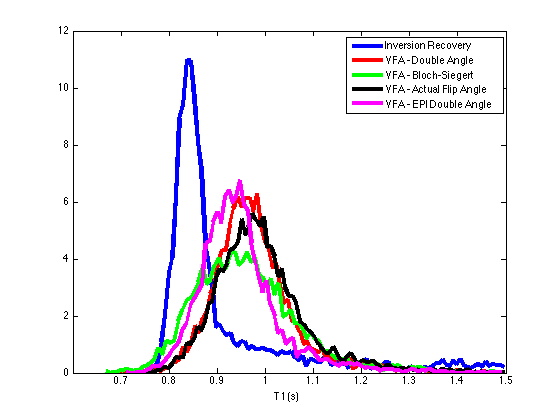 12
10
8
6
4
2
0
Inversion Recovery
VFA - Double Angle
VFA - Bloch-Siegert
VFA - Actual Flip Angle
VFA - EPI Double Angle
0.7 0.8 0.9 1 1.1 1.2 1.3 1.4 1.5
T1(s)